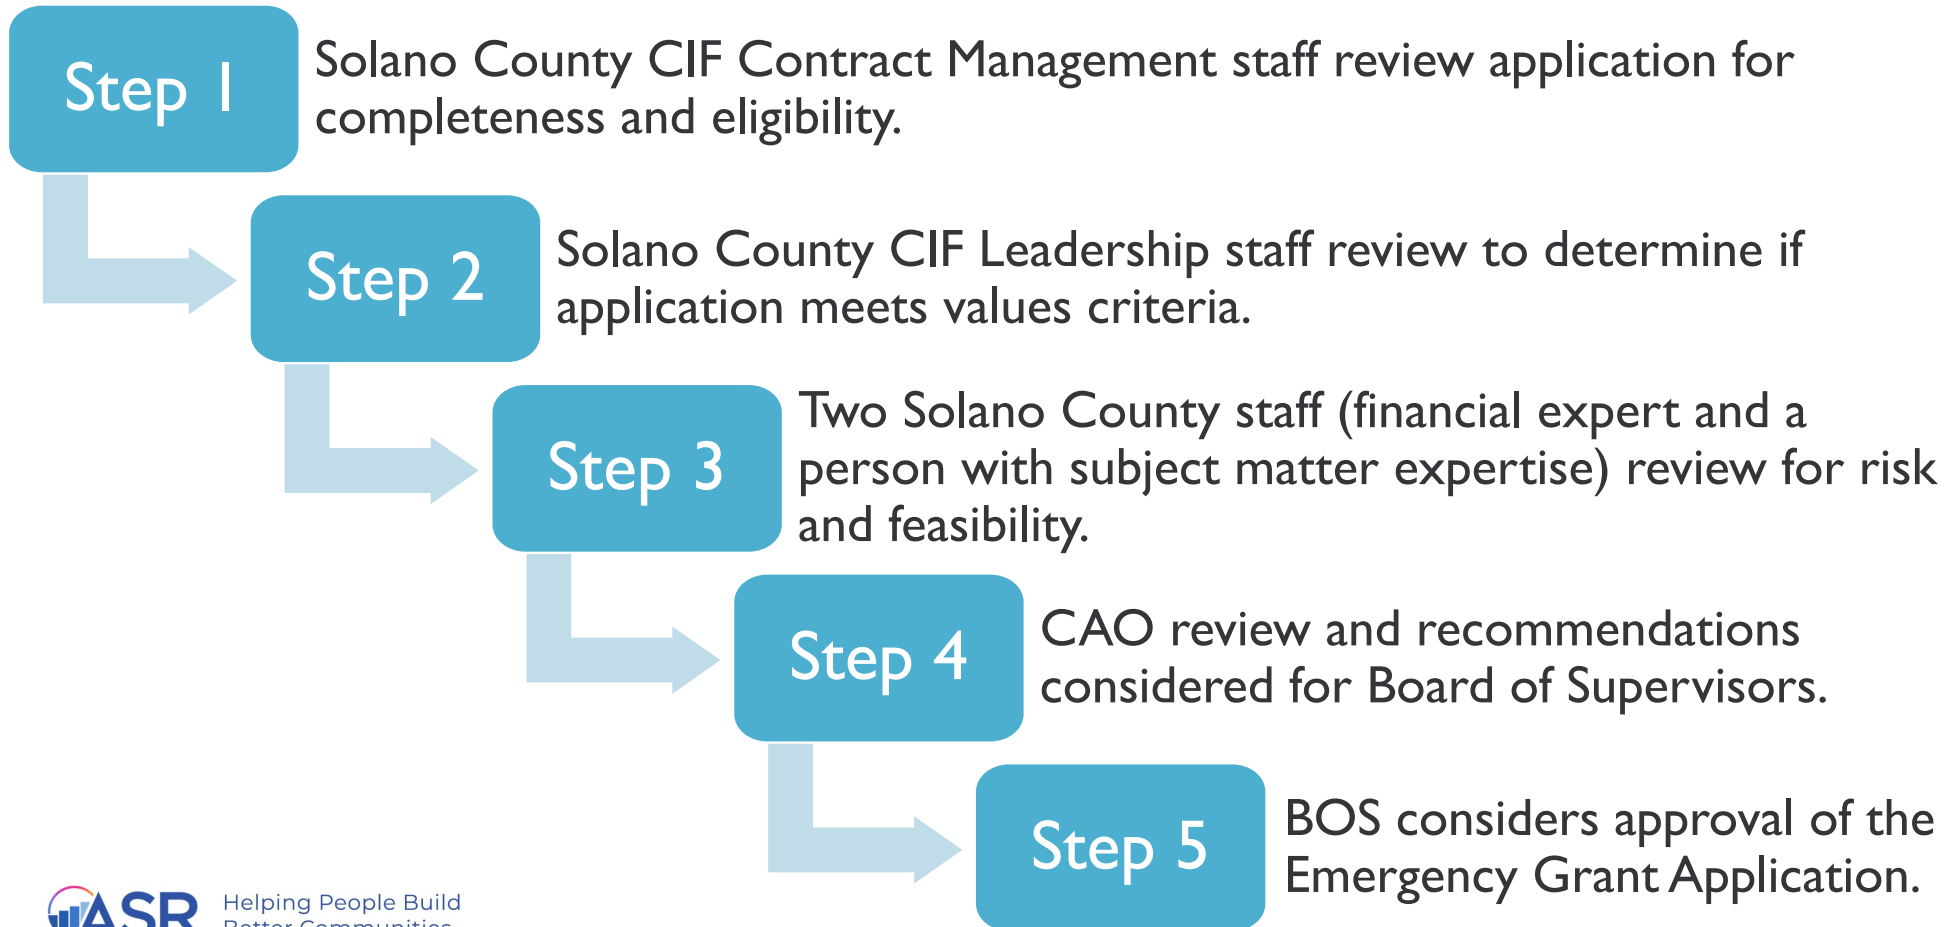 Step 1
Solano County CIF Contract Management staff review application for
completeness and eligibility.
Step 2
Solano County CIF Leadership staff review to determine if
application meets values criteria.
Step 3
Two Solano County staff (financial expert and a
person with subject matter expertise) review for risk
and feasibility.
Step 4
CAO review and recommendations
considered for Board of Supervisors.
Step 5
BOS considers approval of the
Emergency Grant Application.
ASR
Helping People Build
Better Communities